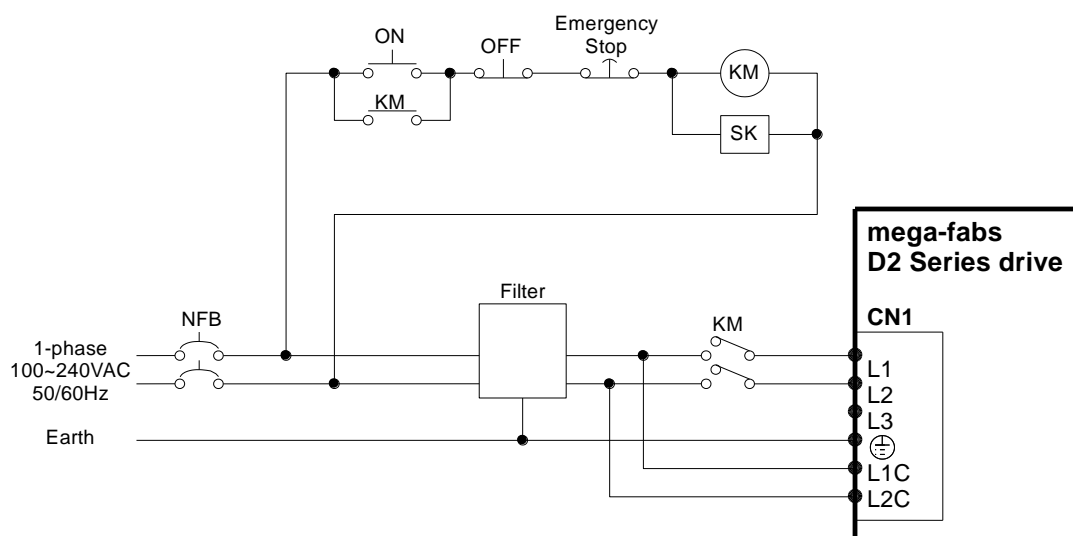 Emergency
Stop
ON
OFF
KM
KM
SK
mega-fabs
D2 Series drive
Filter
CN1
NFB
KM
1-phase
100~240VAC
50/60Hz
L1
L2
L3
Earth
L1C
L2C